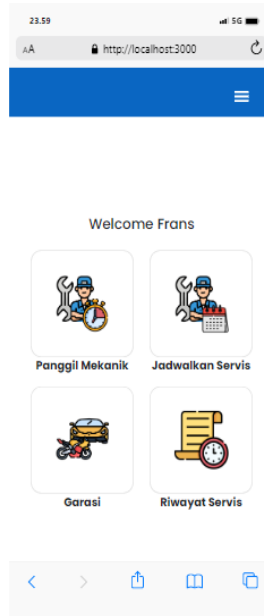 23.59
5G
AA
http://localhost:3000
Welcome Frans
Panggil Mekanik
Jadwalkan Servis
Garasi
Riwayat Servis